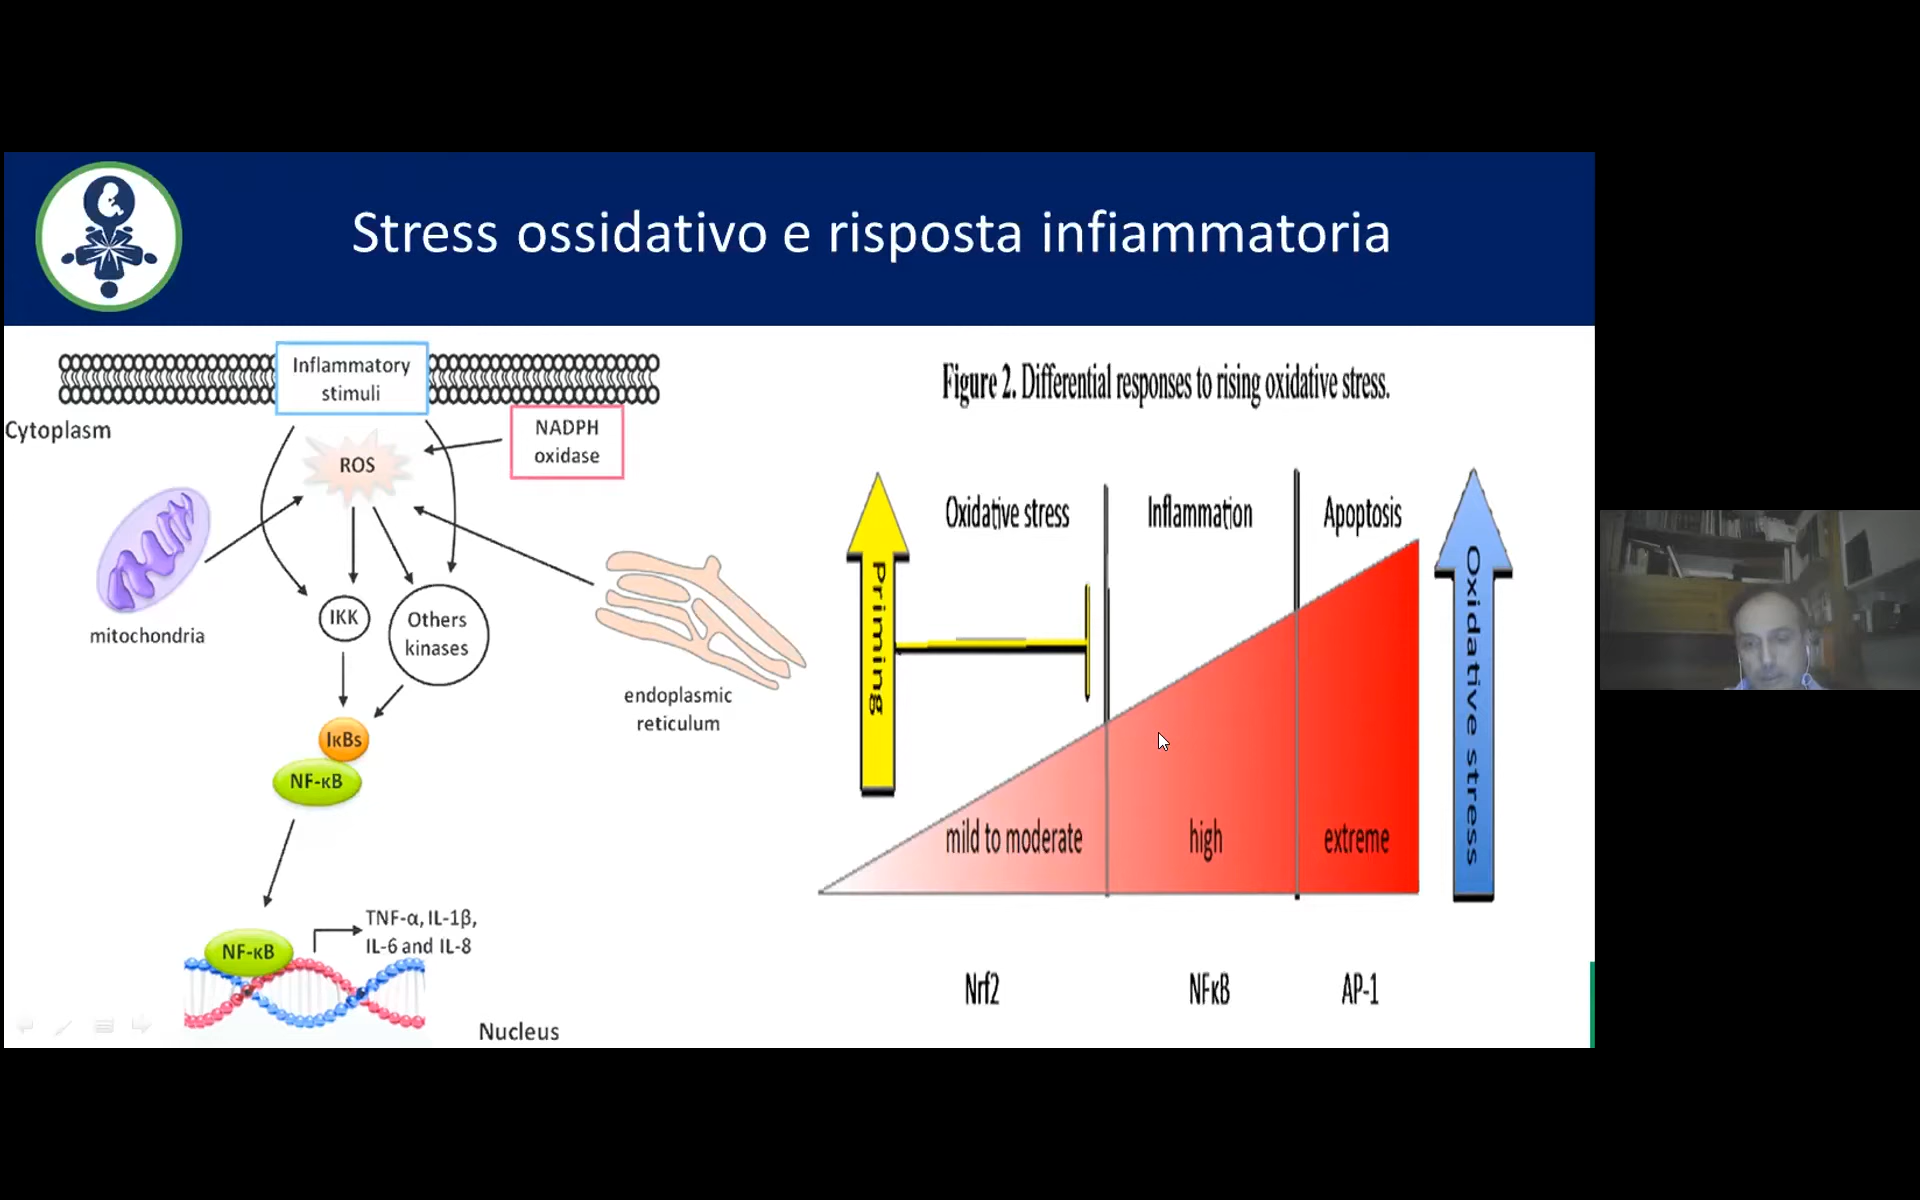 Stress ossidativo e risposta infiammatoria
Inflammatory
stimuli
Cytoplasm
NADPH
oxidase
ROS
mitochondria
IKK
Others
kinases
endoplasmic
reticulum
IκBs
NF-κB
NF-κB
TNF-α, IL-1β,
IL-6 and IL-8
Nucleus
Figure 2. Differential responses to rising oxidative stress.
Oxidative stress
Inflammation
Apoptosis
Priming
Oxidative stress
mild to moderate
high
extreme
Nrf2
NFκB
AP-1